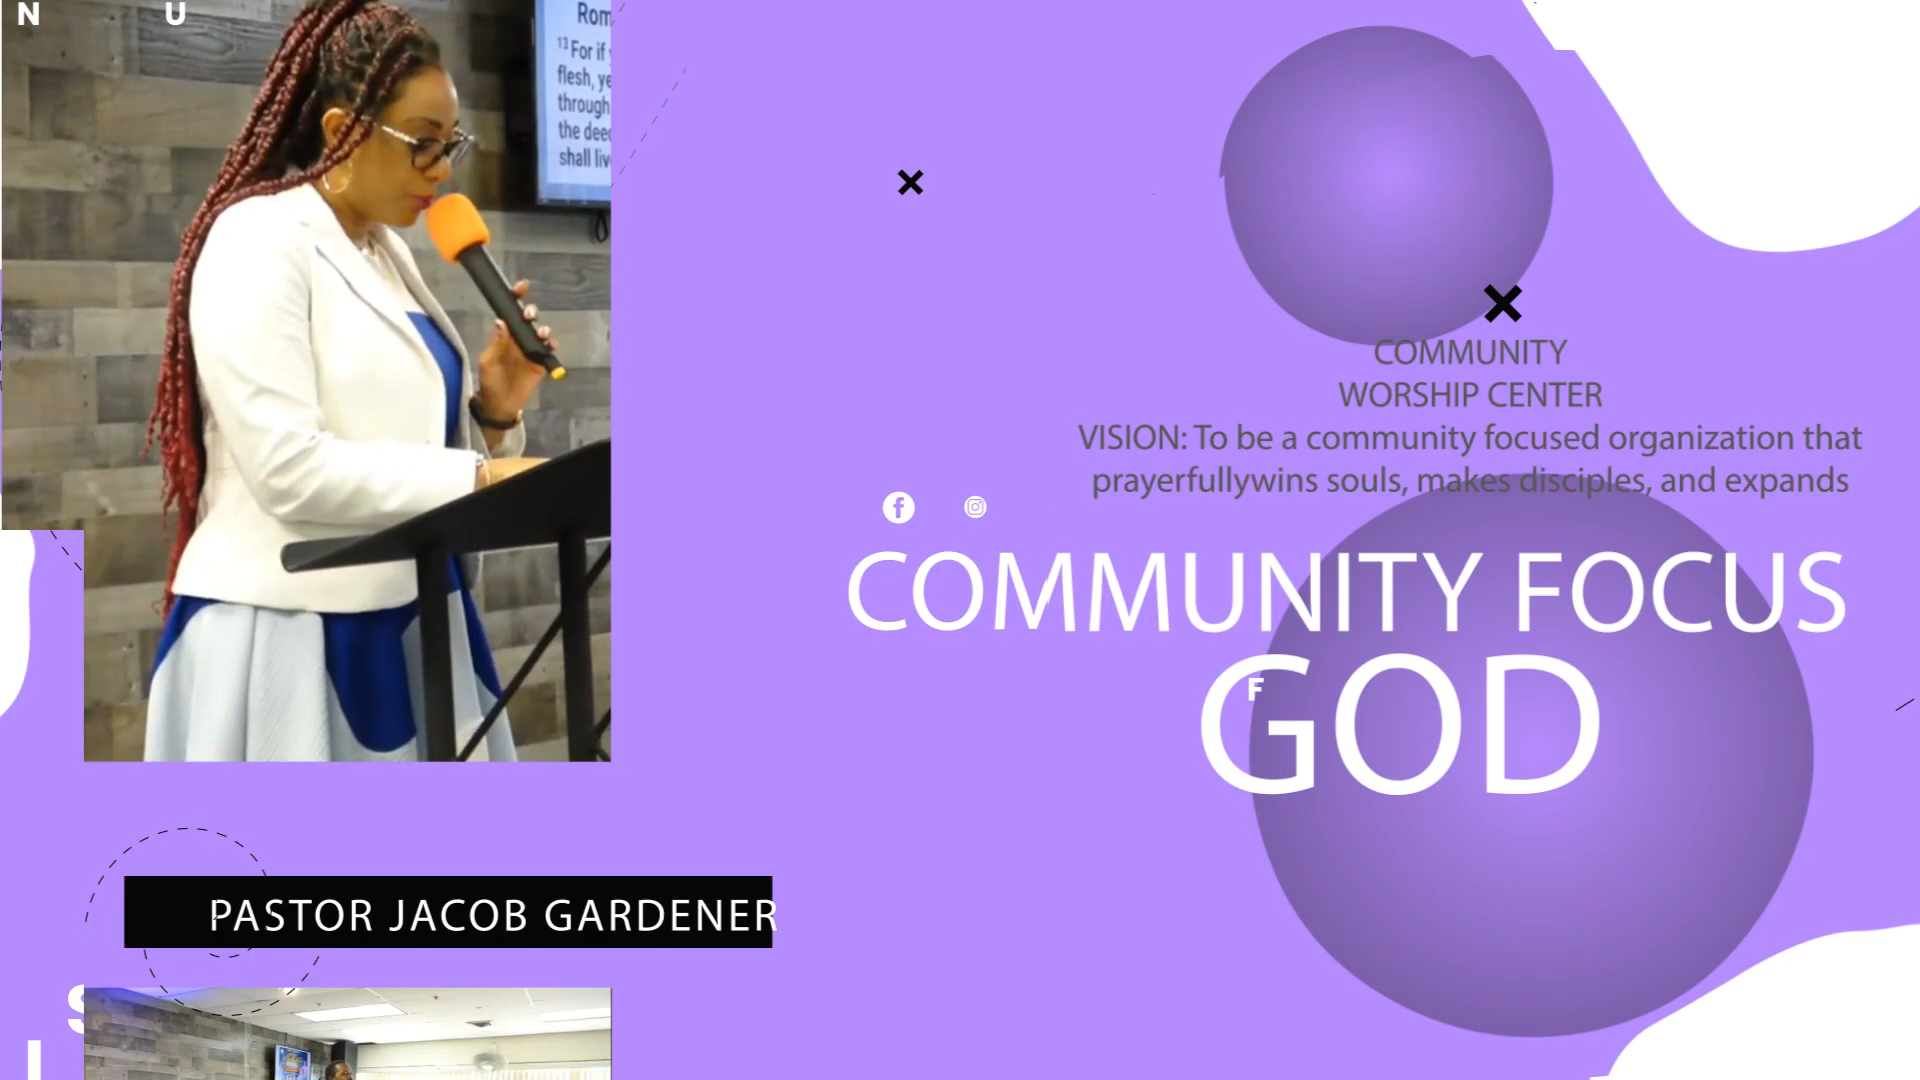 N U
Rom
13 For if
flesh, ye
through
the deed
shall liv
COMMUNITY
WORSHIP CENTER
VISION: To be a community focused organization that
prayerfullywins souls, makes disciples, and expands
COMMUNITY FOCUS
GOD
F
PASTOR JACOB GARDENER
S
I